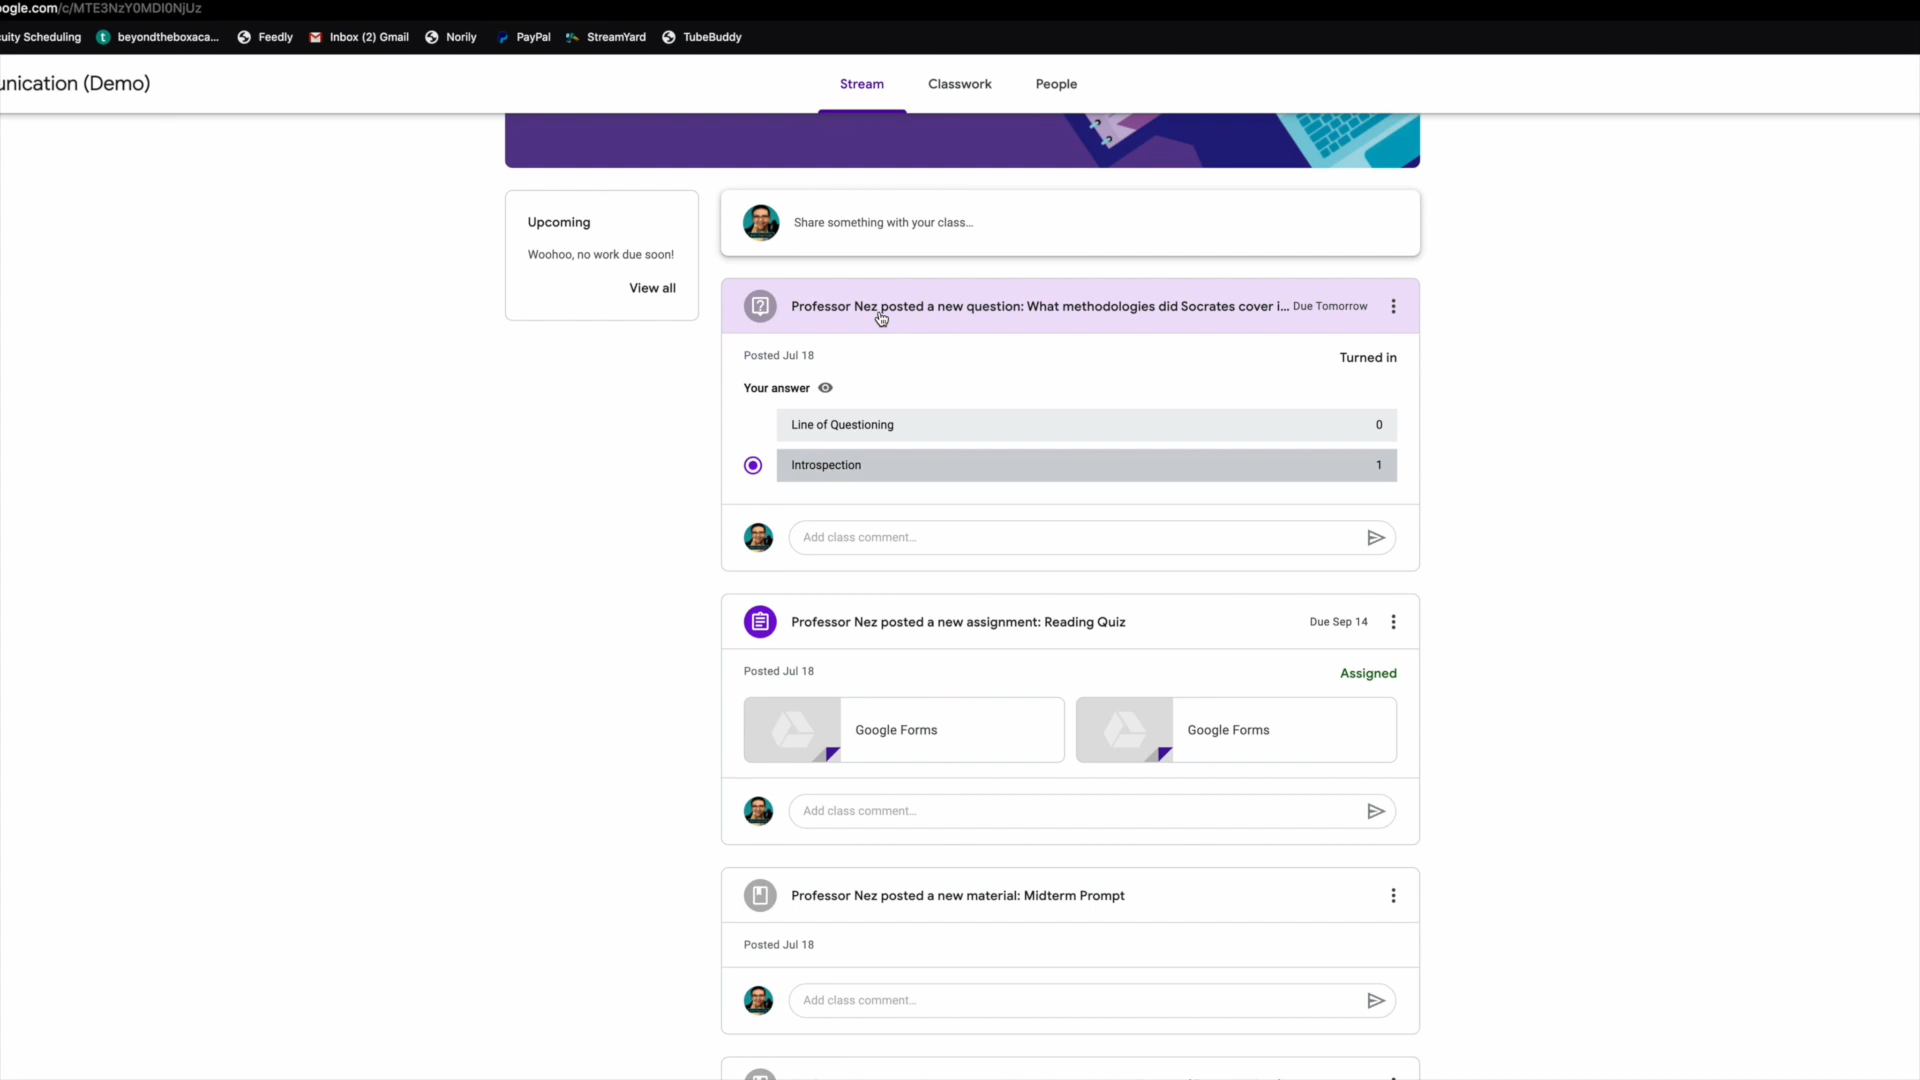 oogle.com/c/MTE3NzY0MDI0NjUz
cuity Scheduling beyondtheboxaca... Feedly Inbox (2) Gmail Norily PayPal StreamYard TubeBuddy
unication (Demo) Stream Classwork People
Upcoming
Woohoo, no work due soon!
View all
Share something with your class...
Professor Nez posted a new question: What methodologies did Socrates cover i... Due Tomorrow
Posted Jul 18 Turned in
Your answer
Line of Questioning 0
Introspection 1
Add class comment...
Professor Nez posted a new assignment: Reading Quiz Due Sep 14
Posted Jul 18 Assigned
Google Forms Google Forms
Add class comment...
Professor Nez posted a new material: Midterm Prompt
Posted Jul 18
Add class comment...